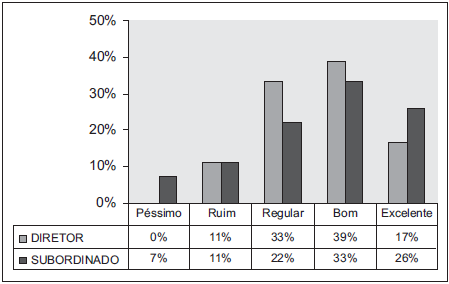 50%
40%
30%
20%
10%
0%
Péssimo Ruim Regular Bom Excelente
DIRETOR 0% 11% 33% 39% 17%
SUBORDINADO 7% 11% 22% 33% 26%